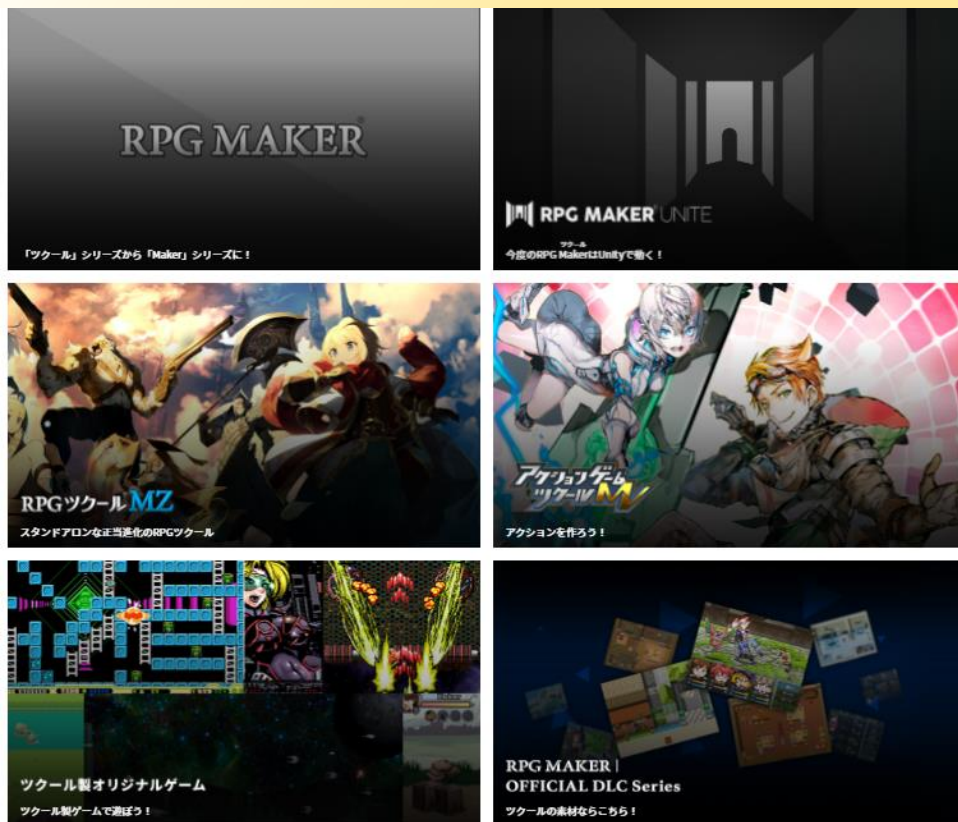 RPG MAKER
「ツクール」シリーズから「Maker」シリーズに！
RPG MAKER UNITE
ツクール
今度のRPG MakerはUnityで動く！
RPGツクールMZ
スタンドアロンな正当進化のRPGツクール
アクションゲーム
ツクールMV
アクションを作ろう！
ツクール製オリジナルゲーム
ツクール製ゲームで遊ぼう！
RPG MAKER |
OFFICIAL DLC Series
ツクールの素材ならこちら！